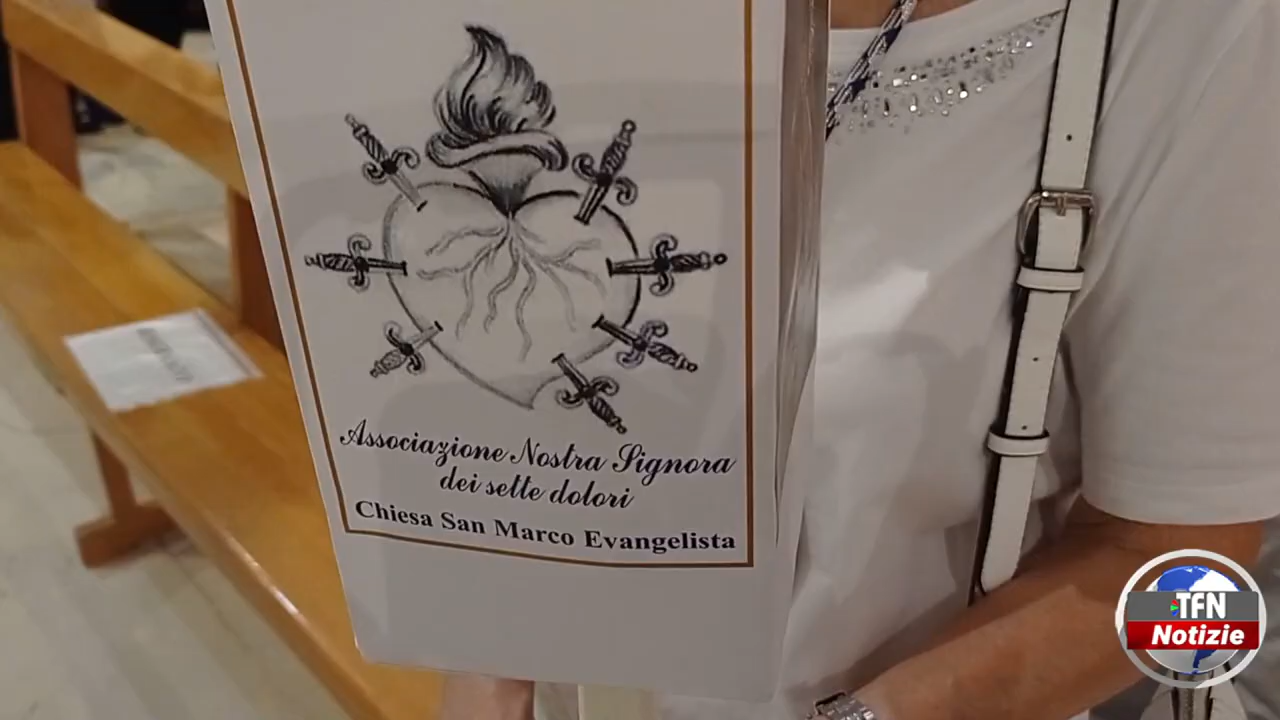 Associazione Nostra Signora
dei sette dolori
Chiesa San Marco Evangelista
TFN
Notizie